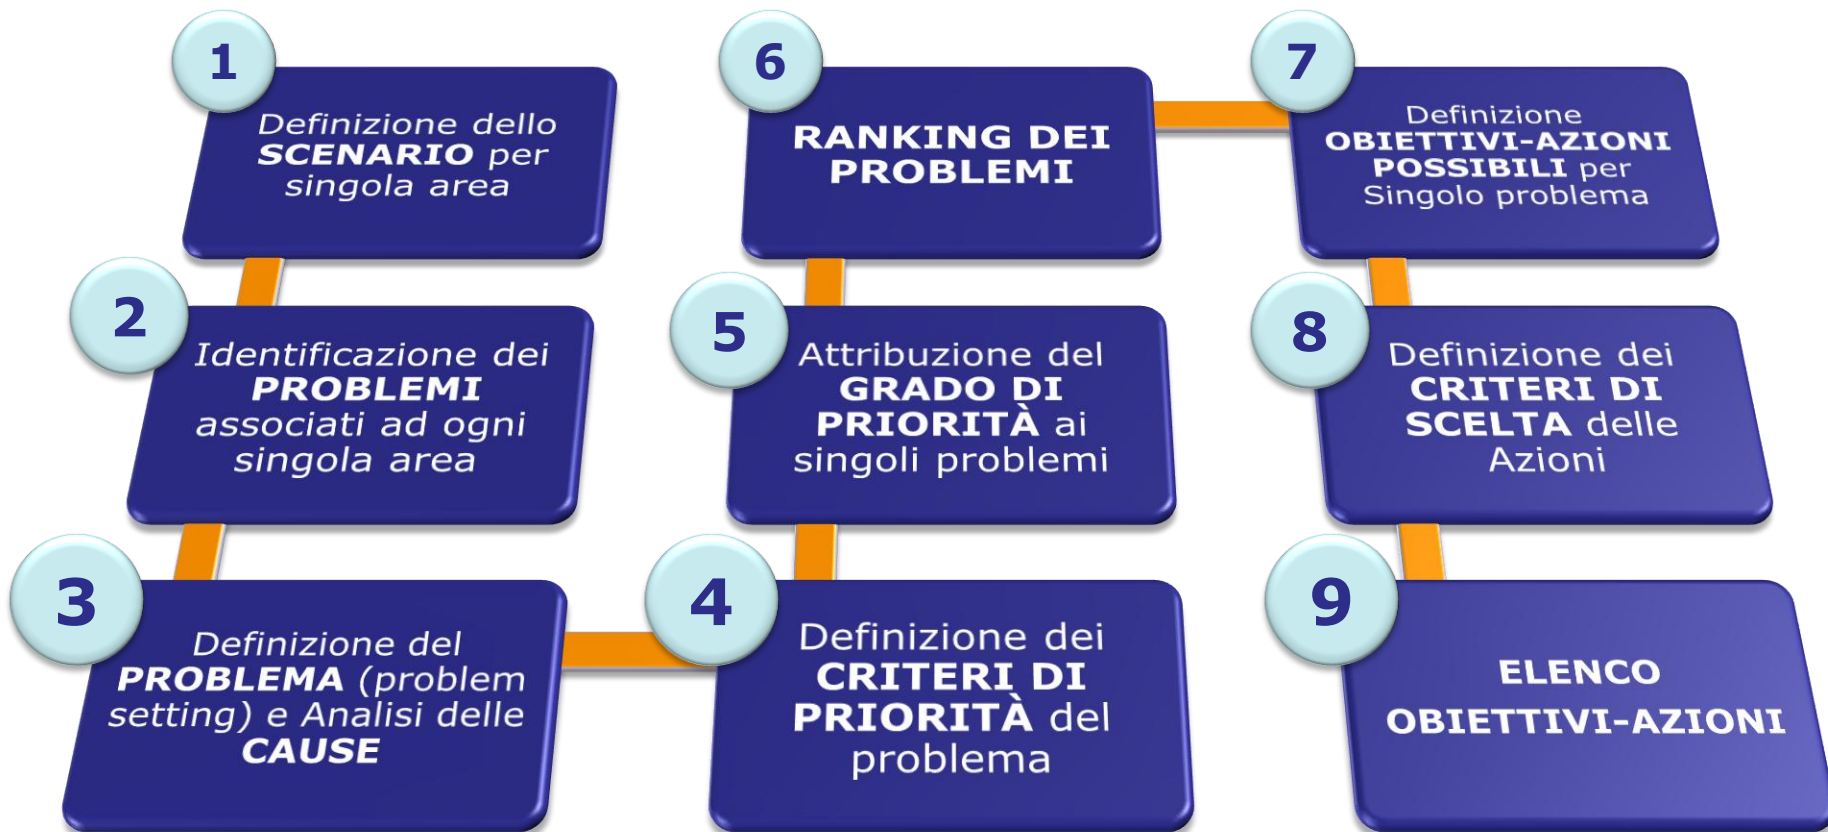 1
Definizione dello
SCENARIO per
singola area
2
Identificazione dei
PROBLEMI
associati ad ogni
singola area
3
Definizione del
PROBLEMA (problem
setting) e Analisi delle
CAUSE
4
Definizione dei
CRITERI DI
PRIORITÀ del
problema
5
Attribuzione del
GRADO DI
PRIORITÀ ai
singoli problemi
6
RANKING DEI
PROBLEMI
7
Definizione
OBIETTIVI-AZIONI
POSSIBILI per
Singolo problema
8
Definizione dei
CRITERI DI
SCELTA delle
Azioni
9
ELENCO
OBIETTIVI-AZIONI